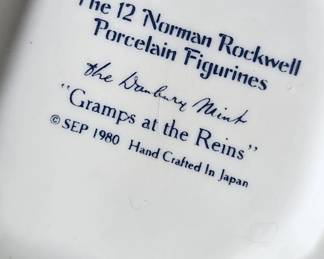 The 12 Norman Rockwell
Porcelain Figurines
the Danbury Mint
"Gramps at the Reins"
© SEP 1980 Hand Crafted In Japan